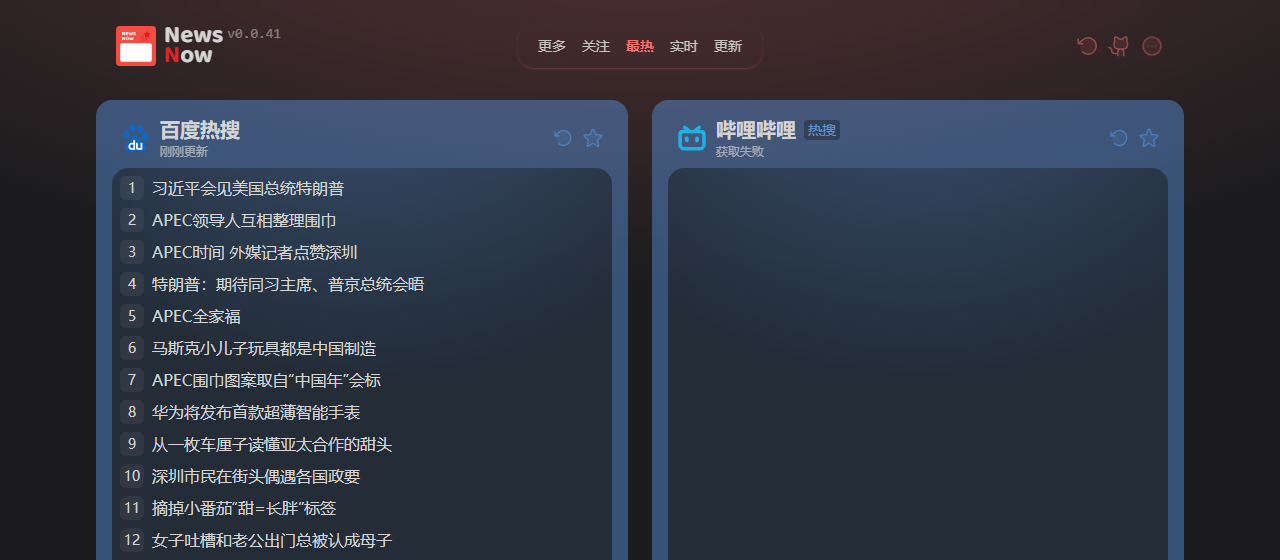 News
Now
v0.0.41
更多 关注 最热 实时 更新
百度热搜
刚刚更新
1 习近平会见美国总统特朗普
2 APEC领导人互相整理围巾
3 APEC时间 外媒记者点赞深圳
4 特朗普：期待同习主席、普京总统会晤
5 APEC全家福
6 马斯克小儿子玩具都是中国制造
7 APEC围巾图案取自“中国年”会标
8 华为将发布首款超薄智能手表
9 从一枚车厘子读懂亚太合作的甜头
10 深圳市民在街头偶遇各国政要
11 摘掉小番茄“甜=长胖”标签
12 女子吐槽和老公出门总被认成母子
哔哩哔哩 热搜
获取失败